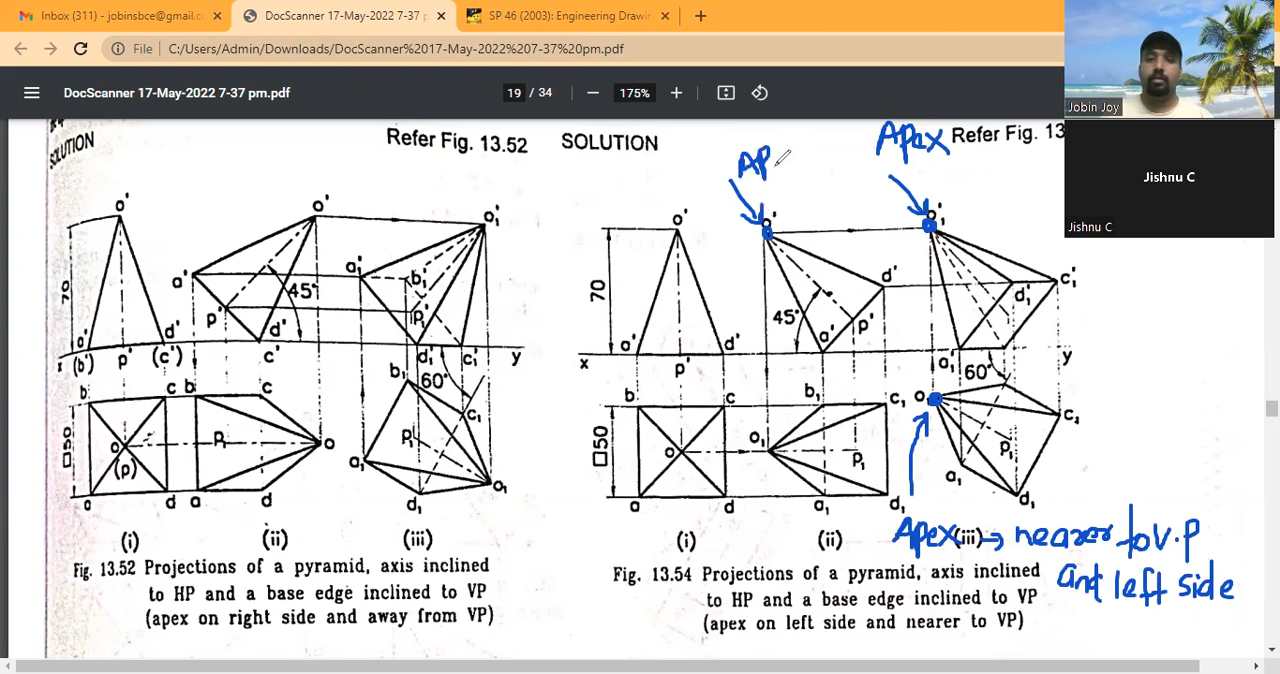 Inbox (311) - jobinsbce@gmail.c
DocScanner 17-May-2022 7-37 p
SP 46 (2003): Engineering Drawi
File
C:/Users/Admin/Downloads/DocScanner%2017-May-2022%207-37%20pm.pdf
DocScanner 17-May-2022 7-37 pm.pdf
19 / 34
175%
Jobin Joy
Jishnu C
Jishnu C
SOLUTION
Refer Fig. 13.52
SOLUTION
Refer Fig. 13
AP
Apex
o' o' o₁'
70 a' a₁' b₁'
45°
p' p₁'
a' d' d'
x (b') p' (c') c' d₁' c₁' y
b c b c b₁ 60°
□50 o (p) p₁ o p₁ c₁
a₁ o₁
a d a d d₁
(i) (ii) (iii)
Fig. 13.52 Projections of a pyramid, axis inclined
to HP and a base edge inclined to VP
(apex on right side and away from VP)
o' o' o₁'
70 d' d₁' c₁'
45° a' p'
x a' p' d' a₁' y
60°
b c b₁ c₁ o₁ c₁
□50 o o₁ p₁ p₁
a₁
a d a₁ d₁ d₁
(i) (ii) (iii)
Apex → nearer to V.P
and left side
Fig. 13.54 Projections of a pyramid, axis inclined
to HP and a base edge inclined to VP
(apex on left side and nearer to VP)